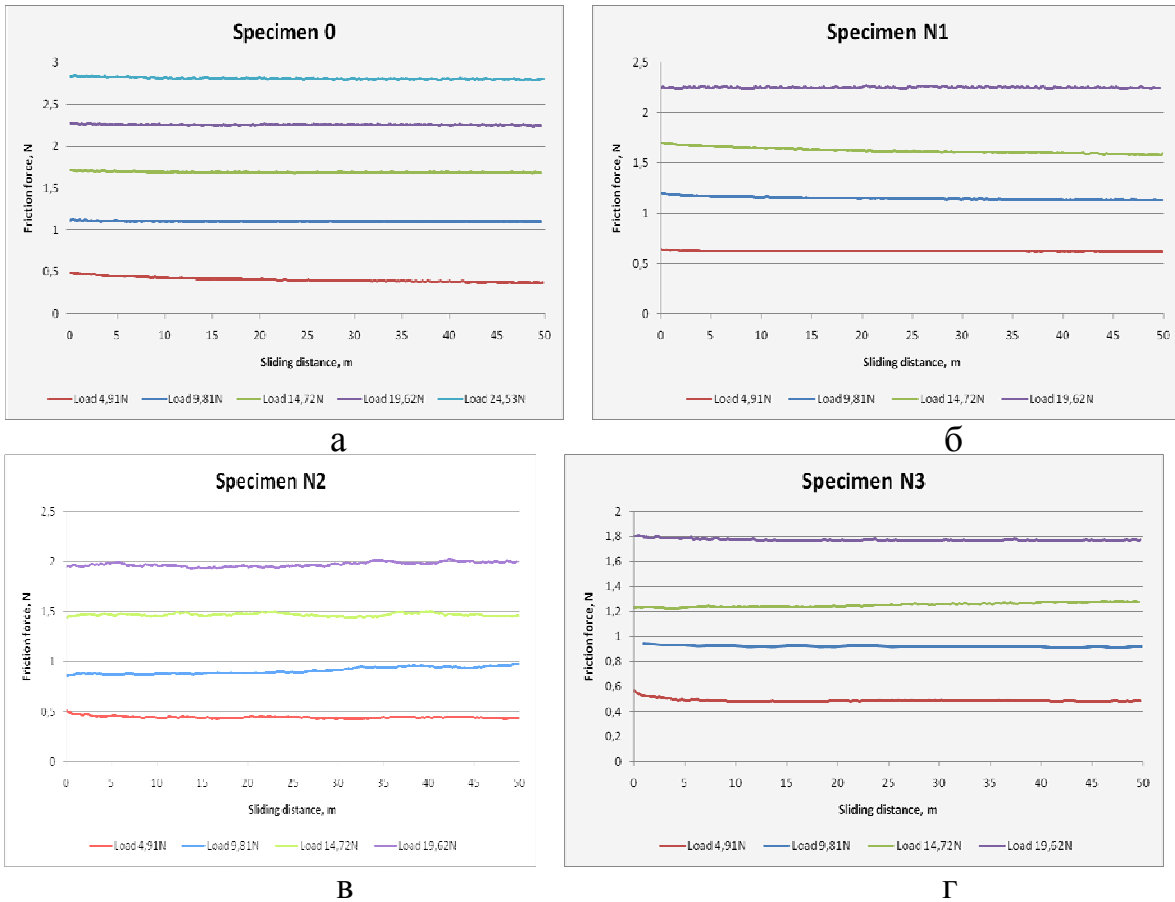 Specimen 0
Friction force, N
3
2,5
2
1,5
1
0,5
0
0 5 10 15 20 25 30 35 40 45 50
Sliding distance, m
Load 4,91N Load 9,81N Load 14,72N Load 19,62N Load 24,53N
а
Specimen N1
Friction force, N
2,5
2
1,5
1
0,5
0
0 5 10 15 20 25 30 35 40 45 50
Sliding distance, m
Load 4,91N Load 9,81N Load 14,72N Load 19,62N
б
Specimen N2
Friction force, N
2,5
2
1,5
1
0,5
0
0 5 10 15 20 25 30 35 40 45 50
Sliding distance, m
Load 4,91N Load 9,81N Load 14,72N Load 19,62N
в
Specimen N3
Friction force, N
2
1,8
1,6
1,4
1,2
1
0,8
0,6
0,4
0,2
0
0 5 10 15 20 25 30 35 40 45 50
Sliding distance, m
Load 4,91N Load 9,81N Load 14,72N Load 19,62N
г